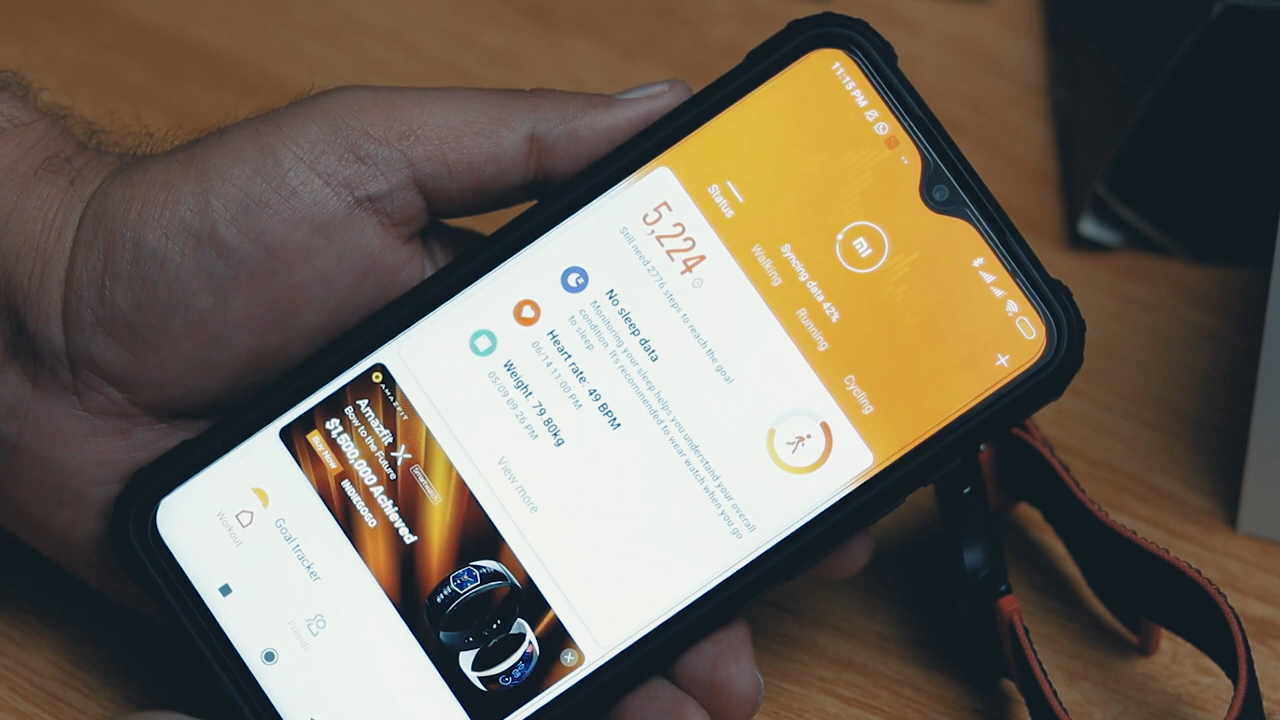 11:15 PM
Syncing data 42%
Status
Walking
Running
Cycling
5,224
Still need 2776 steps to reach the goal
No sleep data
Monitoring your sleep helps you understand your overall
condition. It's recommended to wear watch when you go
to sleep
Heart rate: 49 BPM
06/14 11:00 PM
Weight: 79.80kg
05/09 09:26 PM
View more
AMAZFIT
Amazfit X
Smartwatch
Bow to the Future
$1,500,000 Achieved
Buy Now
INDIEGOGO
Goal tracker
Workout
Friends